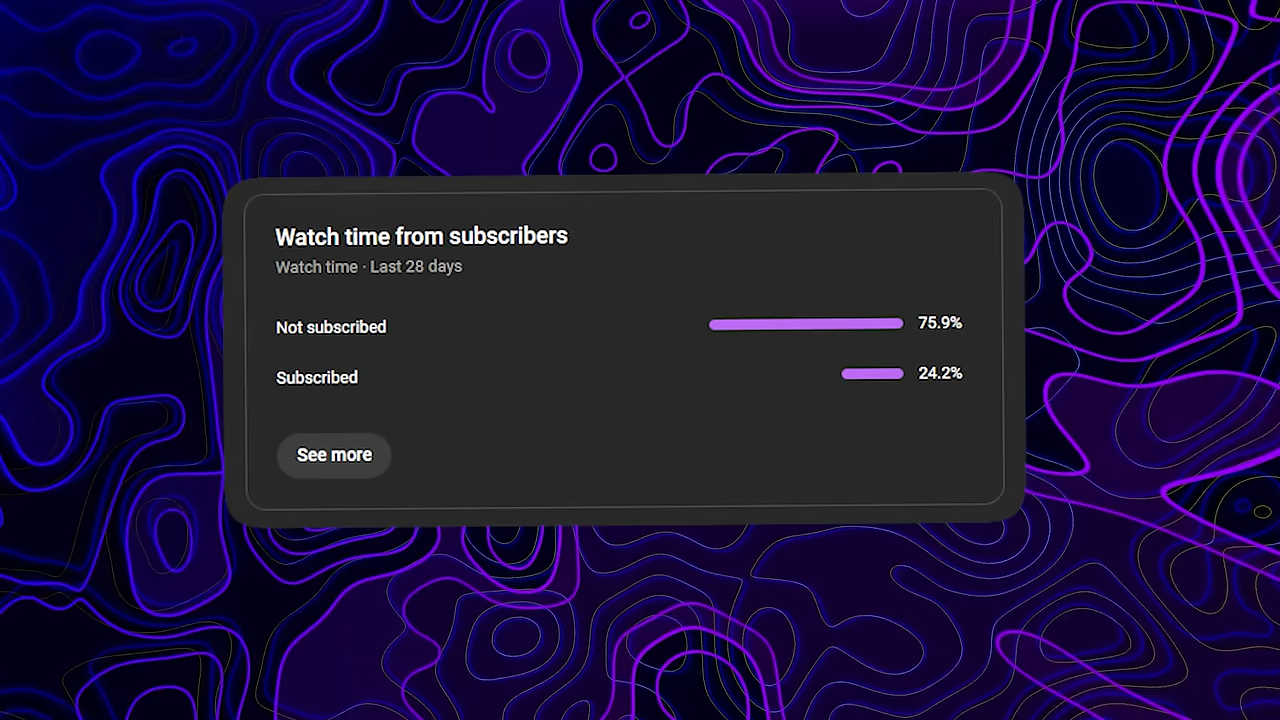 Watch time from subscribers
Watch time · Last 28 days
Not subscribed 75.9%
Subscribed 24.2%
See more